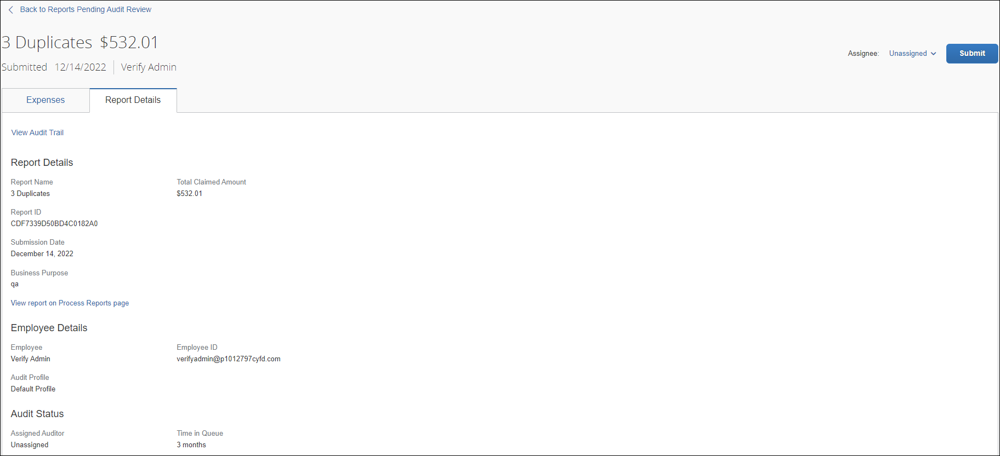 Back to Reports Pending Audit Review
3 Duplicates $532.01
Submitted 12/14/2022 Verify Admin
Assignee: Unassigned Submit
Expenses Report Details
View Audit Trail
Report Details
Report Name Total Claimed Amount
3 Duplicates $532.01
Report ID
CDF7339D50BD4C0182A0
Submission Date
December 14, 2022
Business Purpose
qa
View report on Process Reports page
Employee Details
Employee Employee ID
Verify Admin verifyadmin@p1012797cyfd.com
Audit Profile
Default Profile
Audit Status
Assigned Auditor Time in Queue
Unassigned 3 months